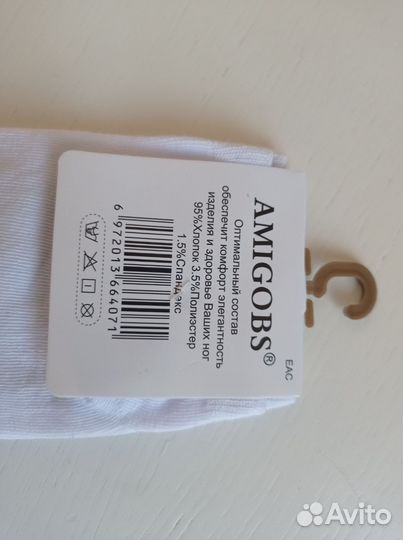 AMIGOBS®
EAC
Оптимальный состав
обеспечит комфорт элегантность
изделия и здоровье Ваших ног
95%Хлопок 3.5%Полиэстер
1.5%Спандекс
6 972013 664071
Avito